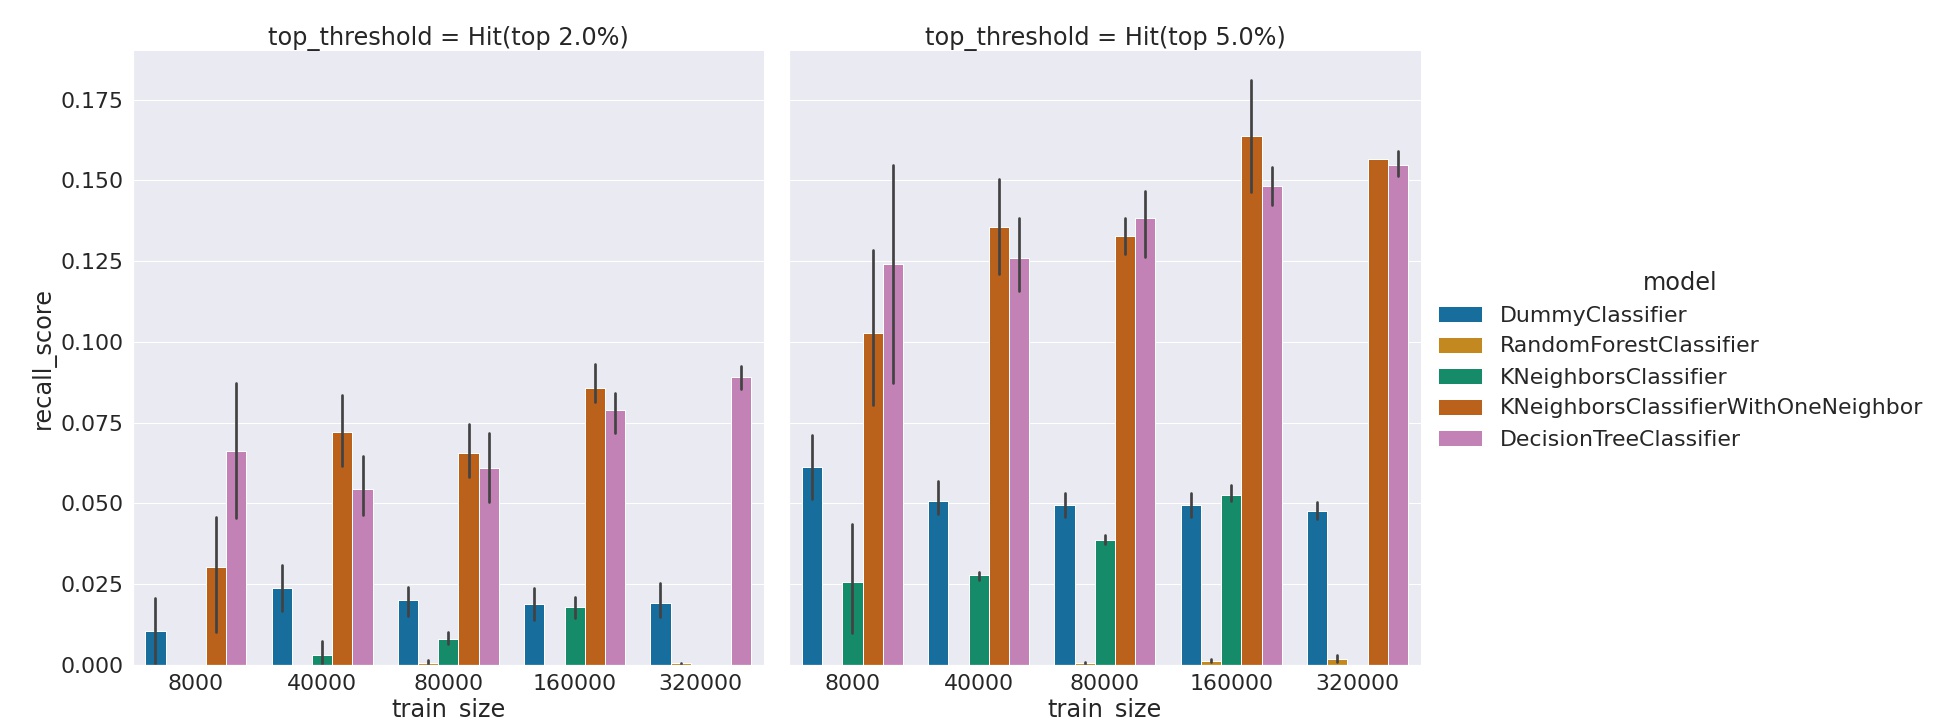 top_threshold = Hit(top 2.0%)
top_threshold = Hit(top 5.0%)
recall_score
0.175
0.150
0.125
0.100
0.075
0.050
0.025
0.000
8000 40000 80000 160000 320000
train_size
8000 40000 80000 160000 320000
train_size
model
DummyClassifier
RandomForestClassifier
KNeighborsClassifier
KNeighborsClassifierWithOneNeighbor
DecisionTreeClassifier